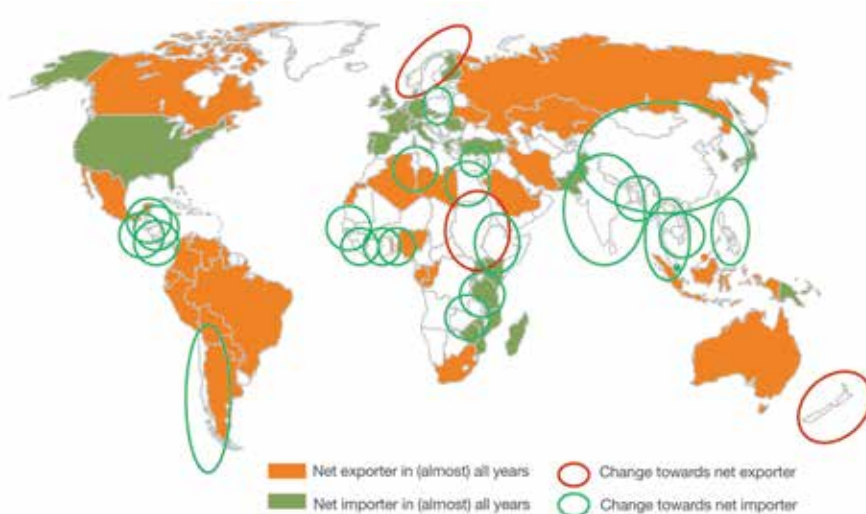 Net exporter in (almost) all years
Change towards net exporter
Net importer in (almost) all years
Change towards net importer